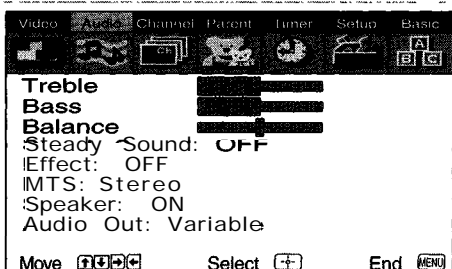 Video Audio Channel Parent Timer Setup Basic
CH
A
B C
Treble
Bass
Balance
Steady Sound: OFF
Effect: OFF
MTS: Stereo
Speaker: ON
Audio Out: Variable
Move Select End MENU